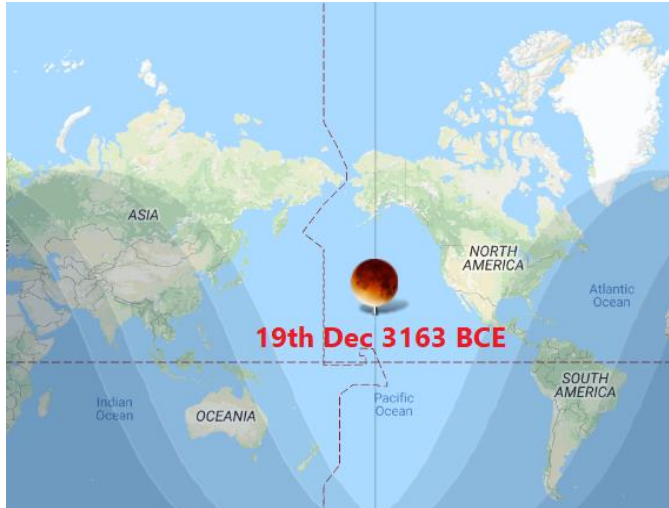 ASIA
NORTH
AMERICA
Atlantic
Ocean
19th Dec 3163 BCE
Indian
Ocean
OCEANIA
Pacific
Ocean
SOUTH
AMERICA